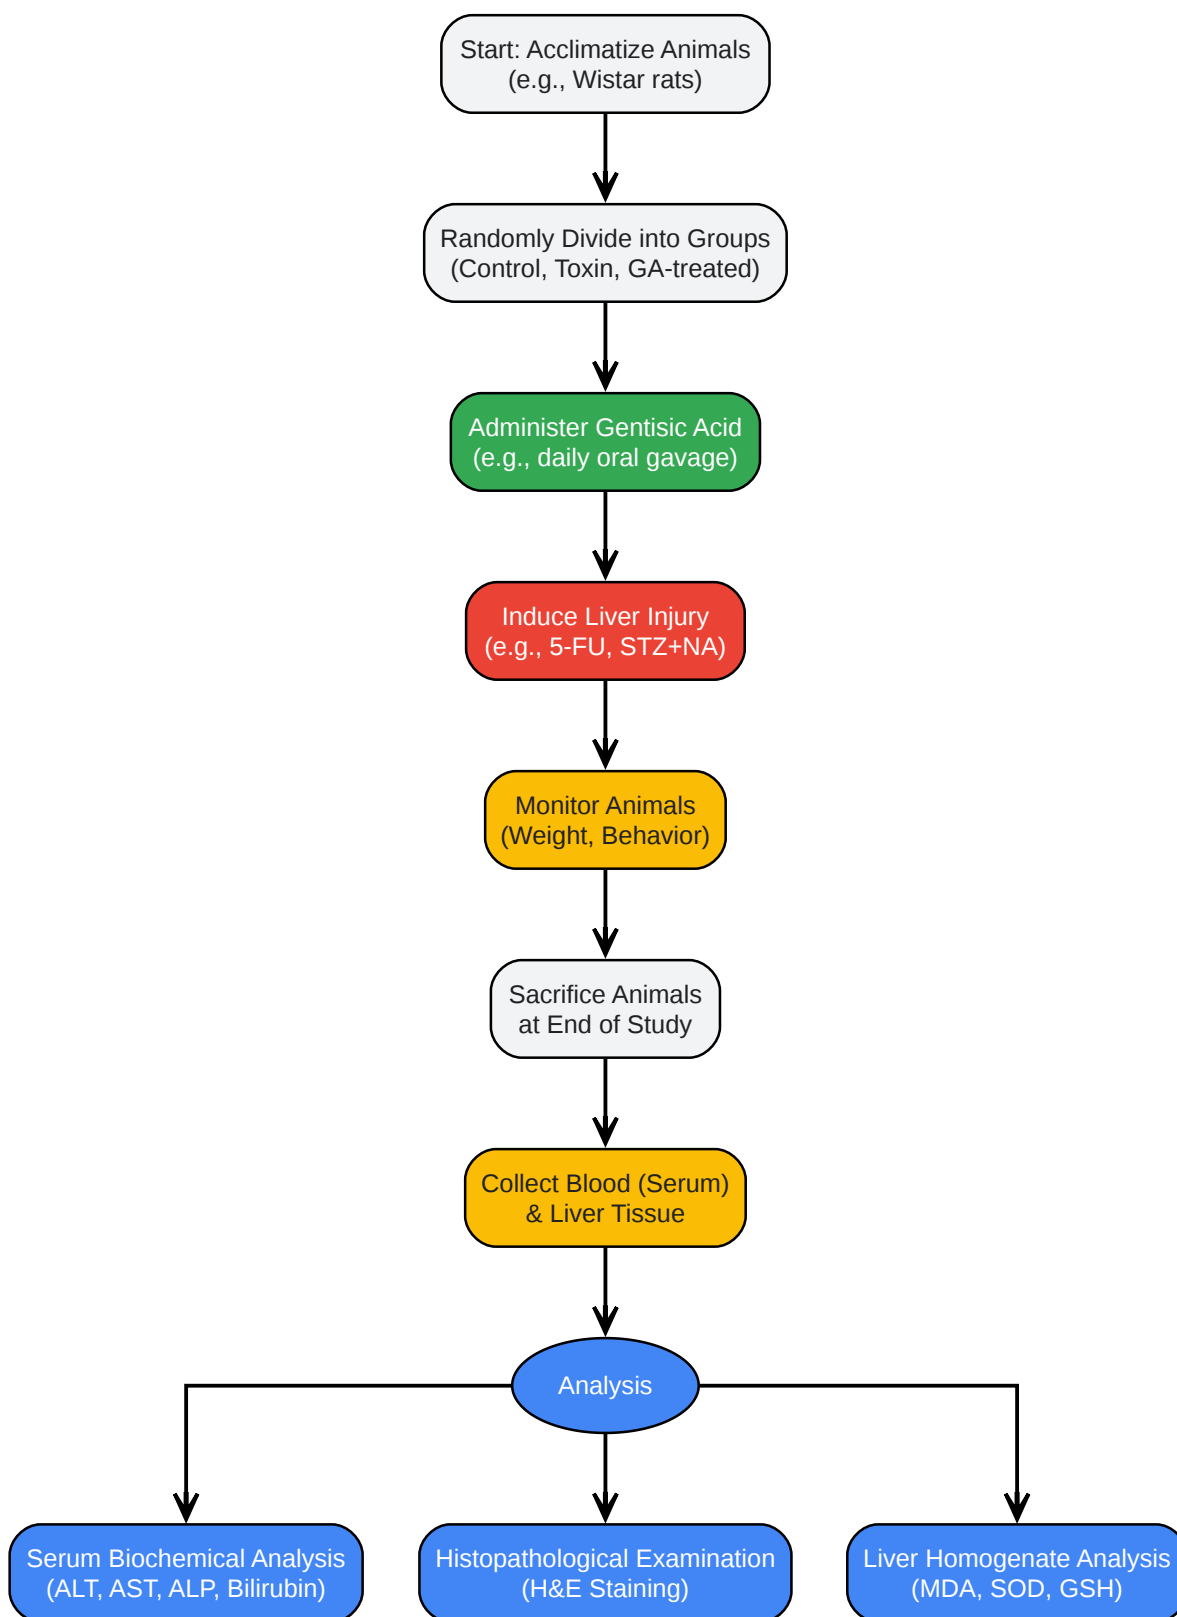 Start: Acclimatize Animals
(e.g., Wistar rats)
Randomly Divide into Groups
(Control, Toxin, GA-treated)
Administer Gentisic Acid
(e.g., daily oral gavage)
Induce Liver Injury
(e.g., 5-FU, STZ+NA)
Monitor Animals
(Weight, Behavior)
Sacrifice Animals
at End of Study
Collect Blood (Serum)
& Liver Tissue
Analysis
Serum Biochemical Analysis
(ALT, AST, ALP, Bilirubin)
Histopathological Examination
(H&E Staining)
Liver Homogenate Analysis
(MDA, SOD, GSH)